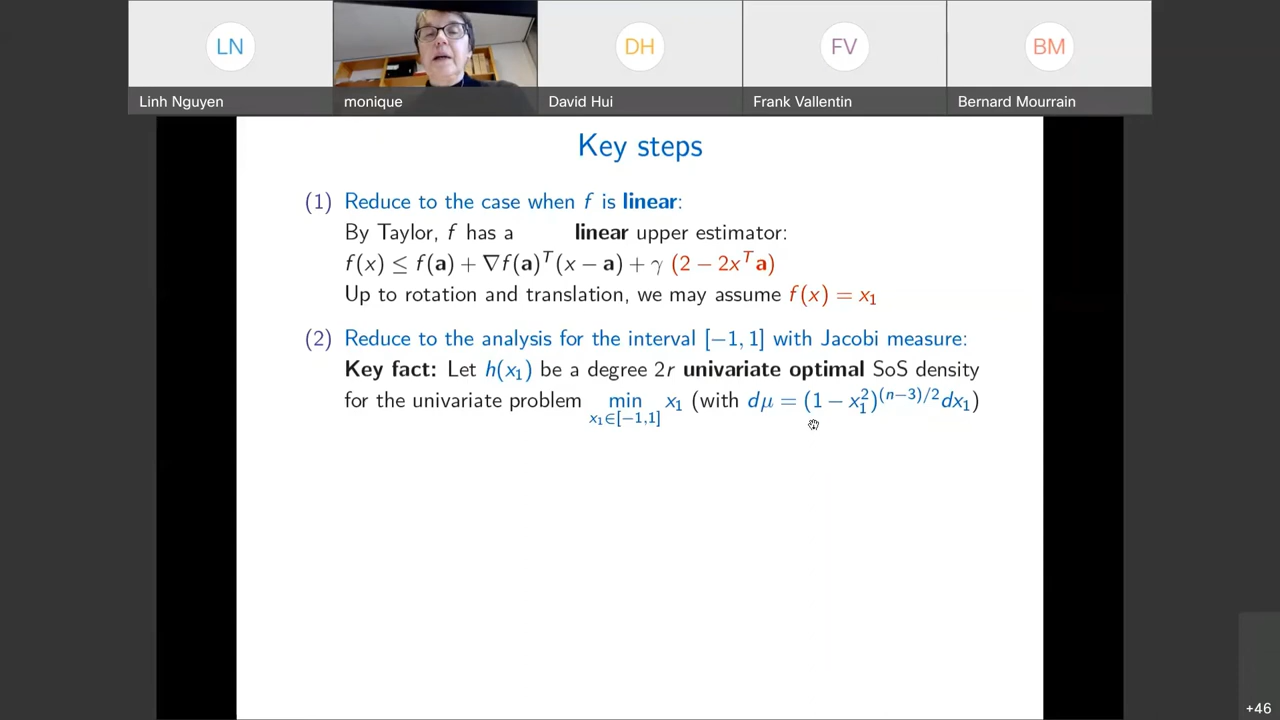 LN
DH
FV
BM
Linh Nguyen
monique
David Hui
Frank Vallentin
Bernard Mourrain
Key steps
(1) Reduce to the case when f is linear:
By Taylor, f has a linear upper estimator:
f(x) ≤ f(a) + ∇f(a)ᵀ(x − a) + γ (2 − 2xᵀa)
Up to rotation and translation, we may assume f(x) = x₁
(2) Reduce to the analysis for the interval [−1, 1] with Jacobi measure:
Key fact: Let h(x₁) be a degree 2r univariate optimal SoS density
for the univariate problem min x₁ (with dμ = (1 − x₁²)^(n−3)/2 dx₁)
x₁∈[−1,1]
+46